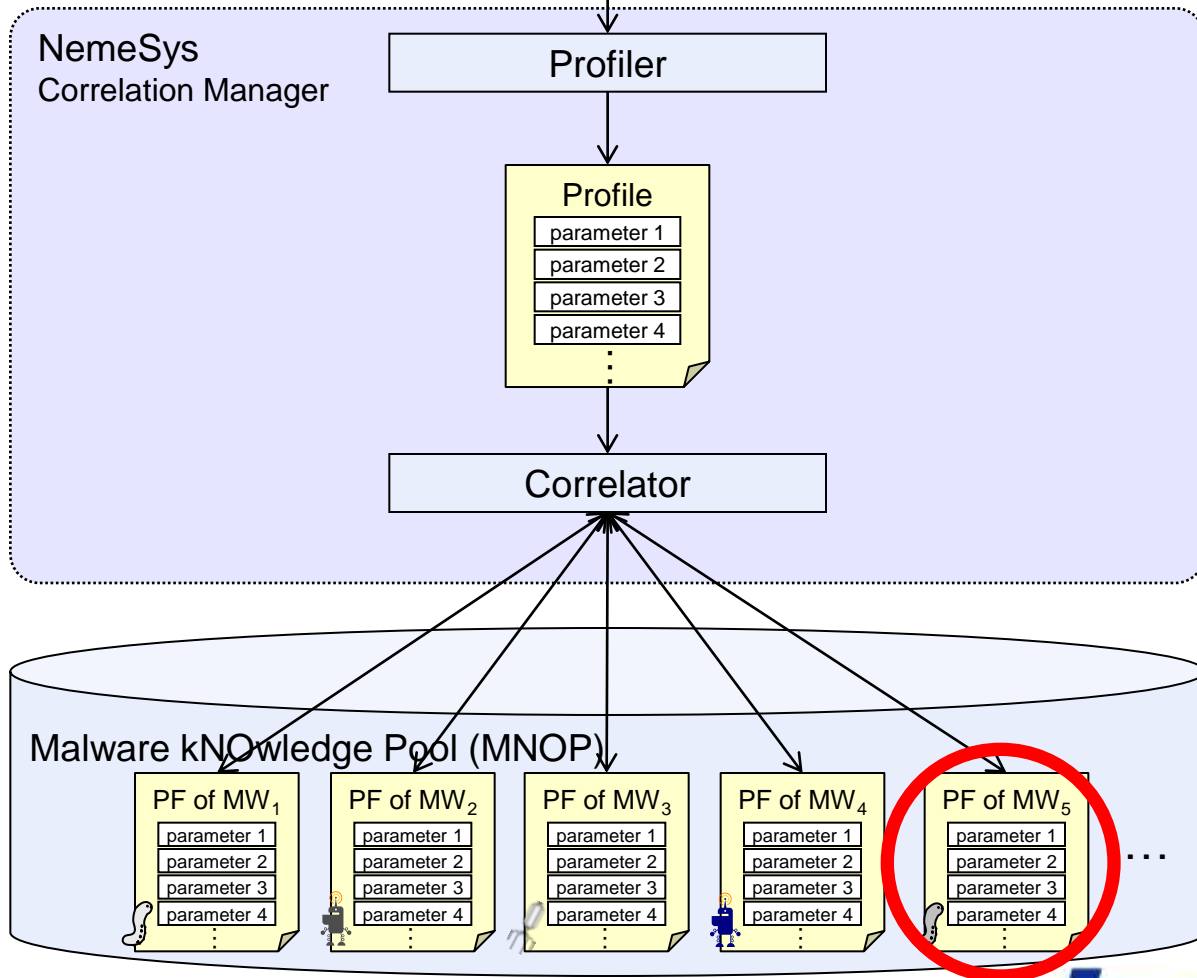 NemeSys
Correlation Manager
Profiler
Profile
parameter 1
parameter 2
parameter 3
parameter 4
⋮
Correlator
Malware kNOwledge Pool (MNOP)
PF of MW₁
parameter 1
parameter 2
parameter 3
parameter 4
⋮
PF of MW₂
parameter 1
parameter 2
parameter 3
parameter 4
⋮
PF of MW₃
parameter 1
parameter 2
parameter 3
parameter 4
⋮
PF of MW₄
parameter 1
parameter 2
parameter 3
parameter 4
⋮
PF of MW₅
parameter 1
parameter 2
parameter 3
parameter 4
⋮
...